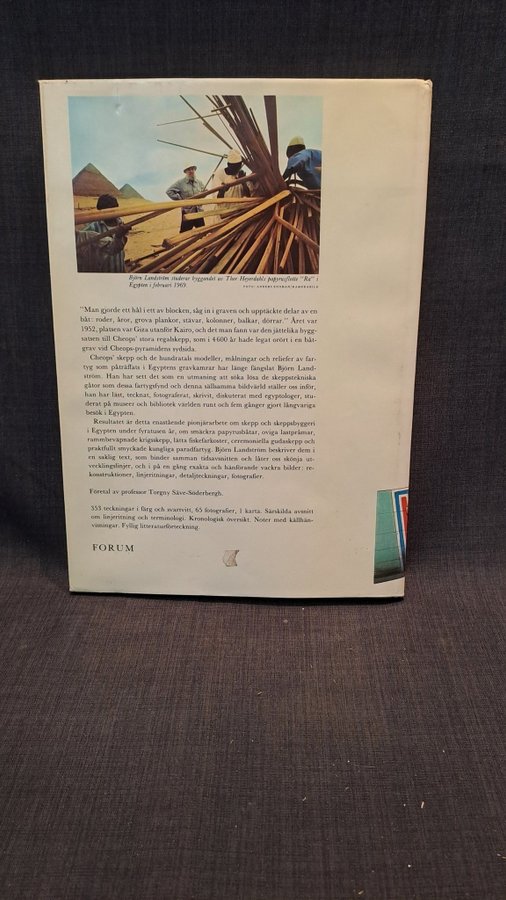 Björn Landström studerar byggandet av Thor Heyerdahls papyrusflotte "Ra" i
Egypten i februari 1969.
"Man gjorde ett hål i ett av blocken, såg in i graven och upptäckte delar av en
båt: roder, åror, grova plankor, stävar, kolonner, balkar, dörrar." Året var
1952, platsen var Giza utanför Kairo, och det man fann var den jättelika bygg-
satsen till Cheops' stora regalskepp, som i 4 600 år hade legat orört i en båt-
grav vid Cheops-pyramidens sydsida.
Cheops' skepp och de hundratals modeller, målningar och reliefer av far-
tyg som påträffats i Egyptens gravkamrar har länge fängslat Björn Land-
ström. Han har sett det som en utmaning att söka lösa de skeppstekniska
gåtor som dessa fartygsfynd och denna sällsamma bildvärld ställer oss inför,
han har läst, tecknat, fotograferat, skrivit, diskuterat med egyptologer, stu-
derat på museer och bibliotek världen runt och fem gånger gjort långvariga
besök i Egypten.
Resultatet är detta enastående pionjärarbete om skepp och skeppsbyggeri
i Egypten under fyratusen år, om smäckra papyrusbåtar, oviga lastpråmar,
rambeväpnade krigsskepp, lätta fiskefarkoster, ceremoniella gudaskepp och
praktfullt smyckade kungliga paradfartyg. Björn Landström beskriver dem i
en saklig text, som binder samman tidsavsnitten och låter oss skönja ut-
vecklingslinjer, och i på en gång exakta och hänförande vackra bilder: re-
konstruktioner, linjeritningar, detaljteckningar, fotografier.
Företal av professor Torgny Säve-Söderbergh.
353 teckningar i färg och svartvitt, 65 fotografier, 1 karta. Särskilda avsnitt
om linjeritning och terminologi. Kronologisk översikt. Noter med källhän-
visningar. Fyllig litteraturförteckning.
FORUM